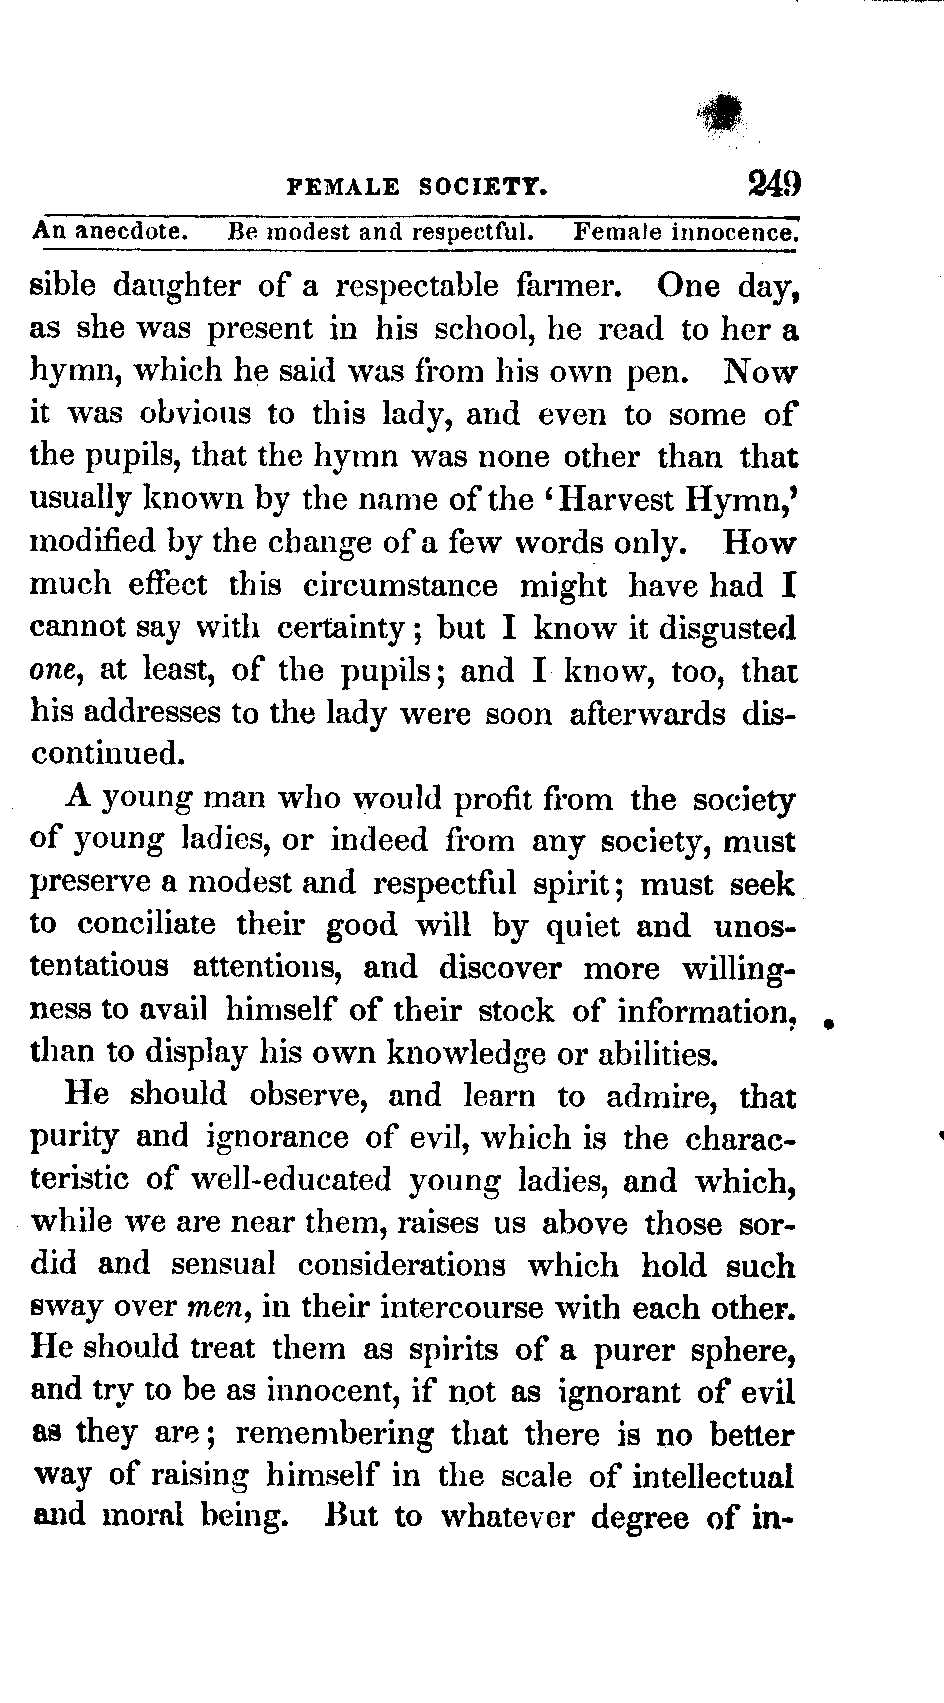 FEMALE SOCIETY. 249
An anecdote. Be modest and respectful. Female innocence.
sible daughter of a respectable farmer. One day,
as she was present in his school, he read to her a
hymn, which he said was from his own pen. Now
it was obvious to this lady, and even to some of
the pupils, that the hymn was none other than that
usually known by the name of the ‘Harvest Hymn,’
modified by the change of a few words only. How
much effect this circumstance might have had I
cannot say with certainty; but I know it disgusted
one, at least, of the pupils; and I know, too, that
his addresses to the lady were soon afterwards dis-
continued.
A young man who would profit from the society
of young ladies, or indeed from any society, must
preserve a modest and respectful spirit; must seek
to conciliate their good will by quiet and unos-
tentatious attentions, and discover more willing-
ness to avail himself of their stock of information,
than to display his own knowledge or abilities.
He should observe, and learn to admire, that
purity and ignorance of evil, which is the charac-
teristic of well-educated young ladies, and which,
while we are near them, raises us above those sor-
did and sensual considerations which hold such
sway over men, in their intercourse with each other.
He should treat them as spirits of a purer sphere,
and try to be as innocent, if not as ignorant of evil
as they are; remembering that there is no better
way of raising himself in the scale of intellectual
and moral being. But to whatever degree of in-